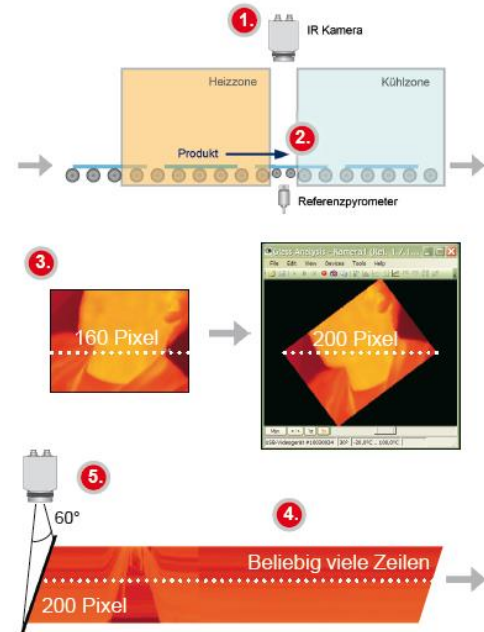 1.
IR Kamera
Heizzone
Kühlzone
2.
Produkt
Referenzpyrometer
3.
File Edit View Devices Tools Help
160 Pixel
200 Pixel
5.
4.
60°
Beliebig viele Zeilen
200 Pixel